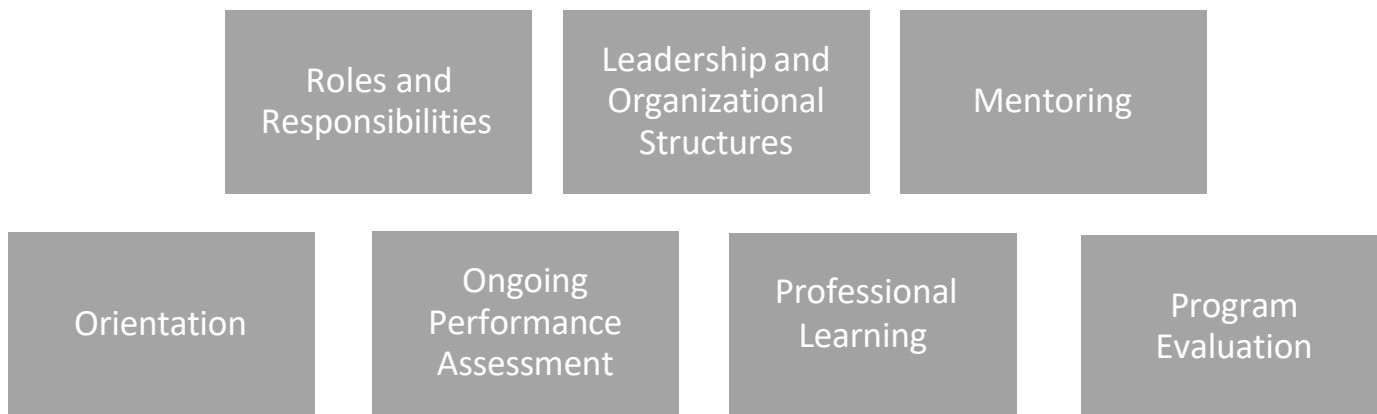 Roles and
Responsibilities
Leadership and
Organizational
Structures
Mentoring
Orientation
Ongoing
Performance
Assessment
Professional
Learning
Program
Evaluation